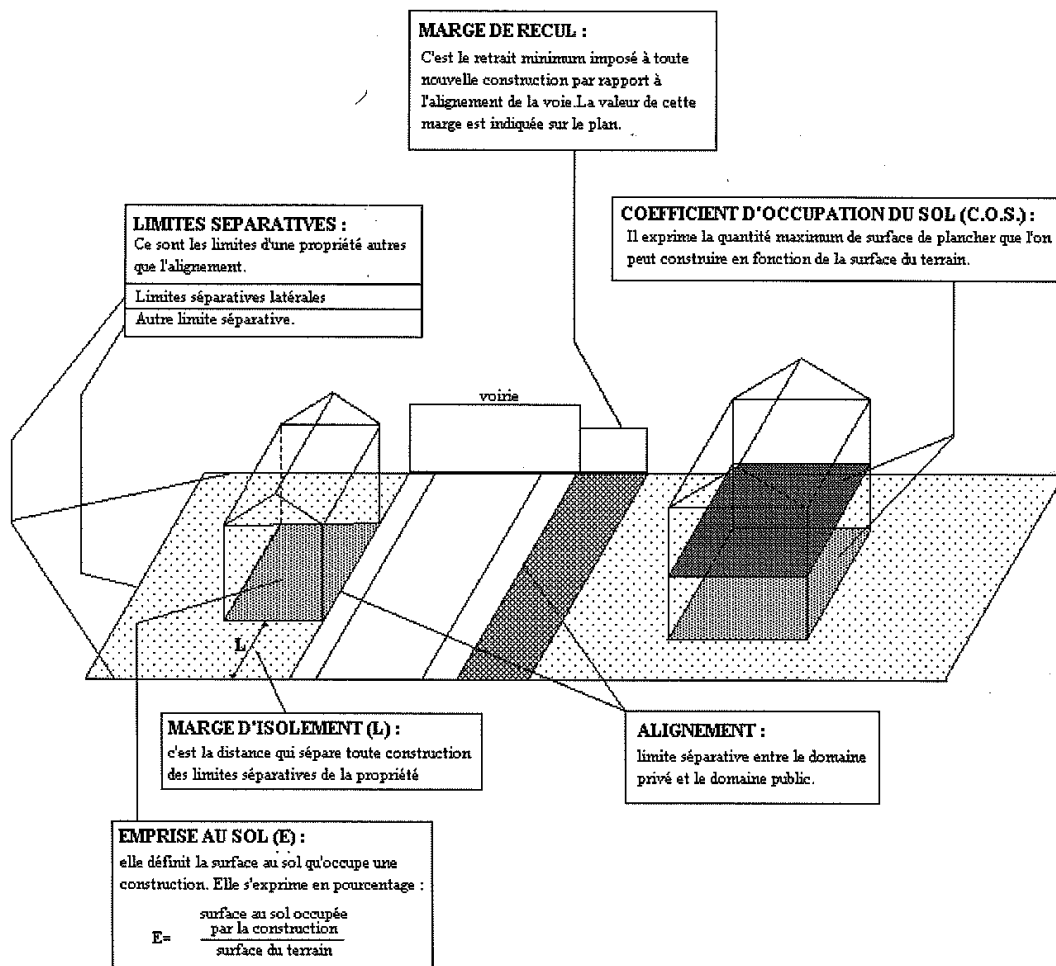 MARGE DE RECUL :
C'est le retrait minimum imposé à toute
nouvelle construction par rapport à
l'alignement de la voie.La valeur de cette
marge est indiquée sur le plan.
LIMITES SEPARATIVES :
Ce sont les limites d'une propriété autres
que l'alignement.
Limites séparatives latérales
Autre limite séparative.
COEFFICIENT D'OCCUPATION DU SOL (C.O.S.) :
Il exprime la quantité maximum de surface de plancher que l'on
peut construire en fonction de la surface du terrain.
voirie
L
MARGE D'ISOLEMENT (L) :
c'est la distance qui sépare toute construction
des limites séparatives de la propriété
ALIGNEMENT :
limite séparative entre le domaine
privé et le domaine public.
EMPRISE AU SOL (E) :
elle définit la surface au sol qu'occupe une
construction. Elle s'exprime en pourcentage :
surface au sol occupée
par la construction
E=
surface du terrain